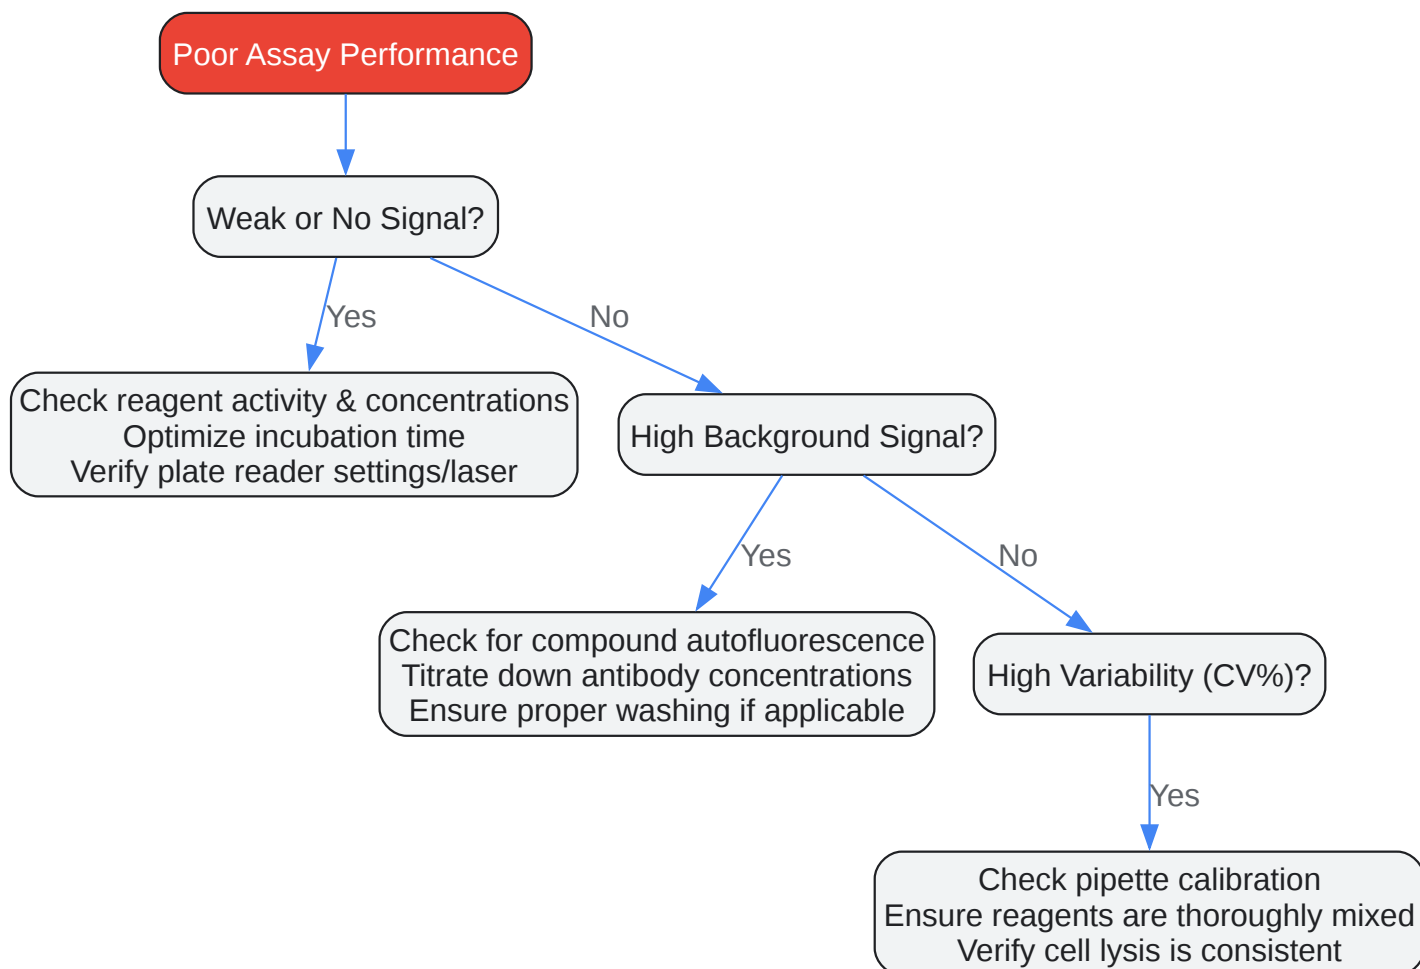 Poor Assay Performance
Weak or No Signal?
Yes
No
Check reagent activity & concentrations
Optimize incubation time
Verify plate reader settings/laser
High Background Signal?
Yes
No
Check for compound autofluorescence
Titrate down antibody concentrations
Ensure proper washing if applicable
High Variability (CV%)?
Yes
Check pipette calibration
Ensure reagents are thoroughly mixed
Verify cell lysis is consistent